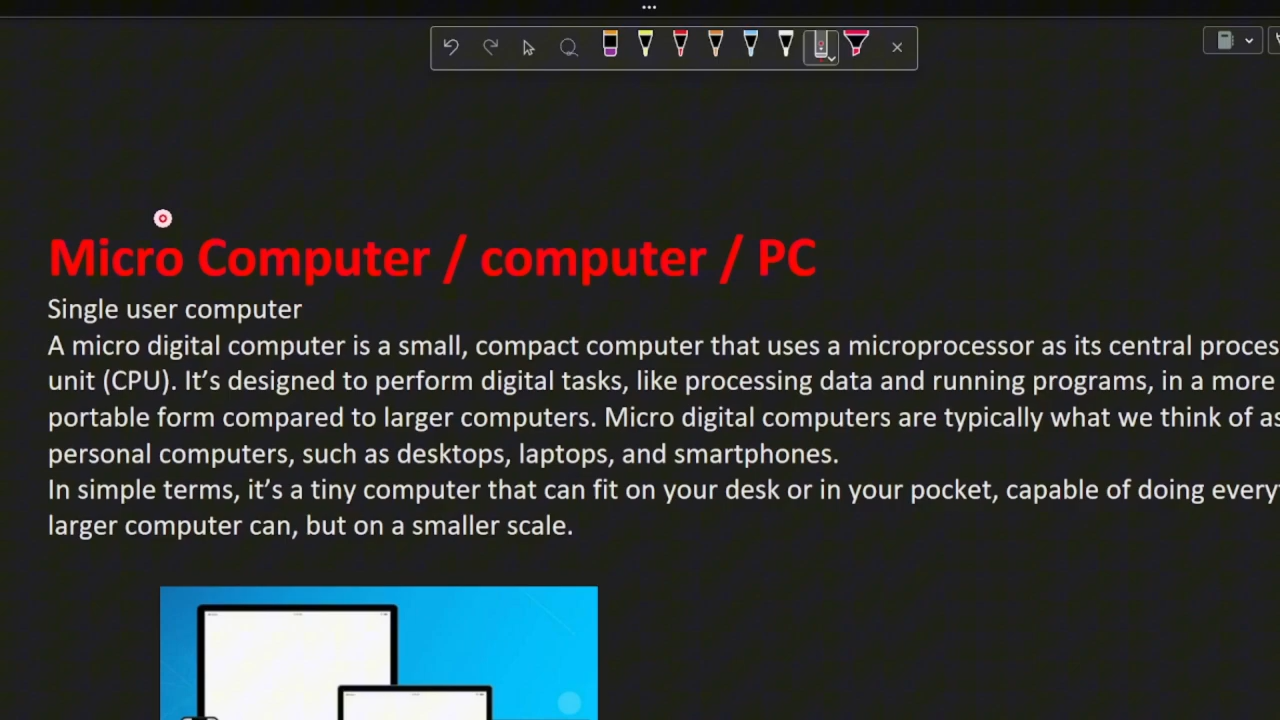 Micro Computer / computer / PC
Single user computer
A micro digital computer is a small, compact computer that uses a microprocessor as its central proces
unit (CPU). It’s designed to perform digital tasks, like processing data and running programs, in a more
portable form compared to larger computers. Micro digital computers are typically what we think of as
personal computers, such as desktops, laptops, and smartphones.
In simple terms, it’s a tiny computer that can fit on your desk or in your pocket, capable of doing every
larger computer can, but on a smaller scale.